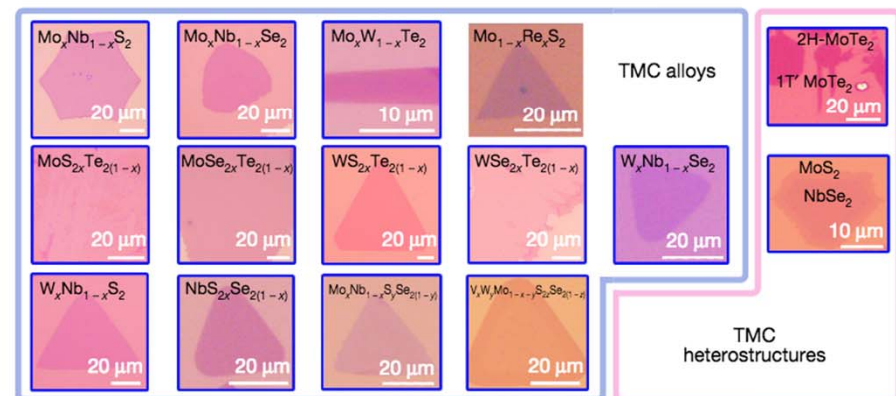 MoₓNb₁₋ₓS₂
20 μm
MoₓNb₁₋ₓSe₂
20 μm
MoₓW₁₋ₓTe₂
10 μm
Mo₁₋ₓReₓS₂
20 μm
TMC alloys
2H-MoTe₂
1T′ MoTe₂
20 μm
MoS₂ₓTe₂₍₁₋ₓ₎
20 μm
MoSe₂ₓTe₂₍₁₋ₓ₎
20 μm
WS₂ₓTe₂₍₁₋ₓ₎
20 μm
WSe₂ₓTe₂₍₁₋ₓ₎
20 μm
WₓNb₁₋ₓSe₂
20 μm
MoS₂
NbSe₂
10 μm
WₓNb₁₋ₓS₂
20 μm
NbS₂ₓSe₂₍₁₋ₓ₎
20 μm
MoₓNb₁₋ₓSᵧSe₂₍₁₋ᵧ₎
20 μm
VₓWᵧMo₁₋ₓ₋ᵧS₂zSe₂₍₁₋z₎
20 μm
TMC
heterostructures